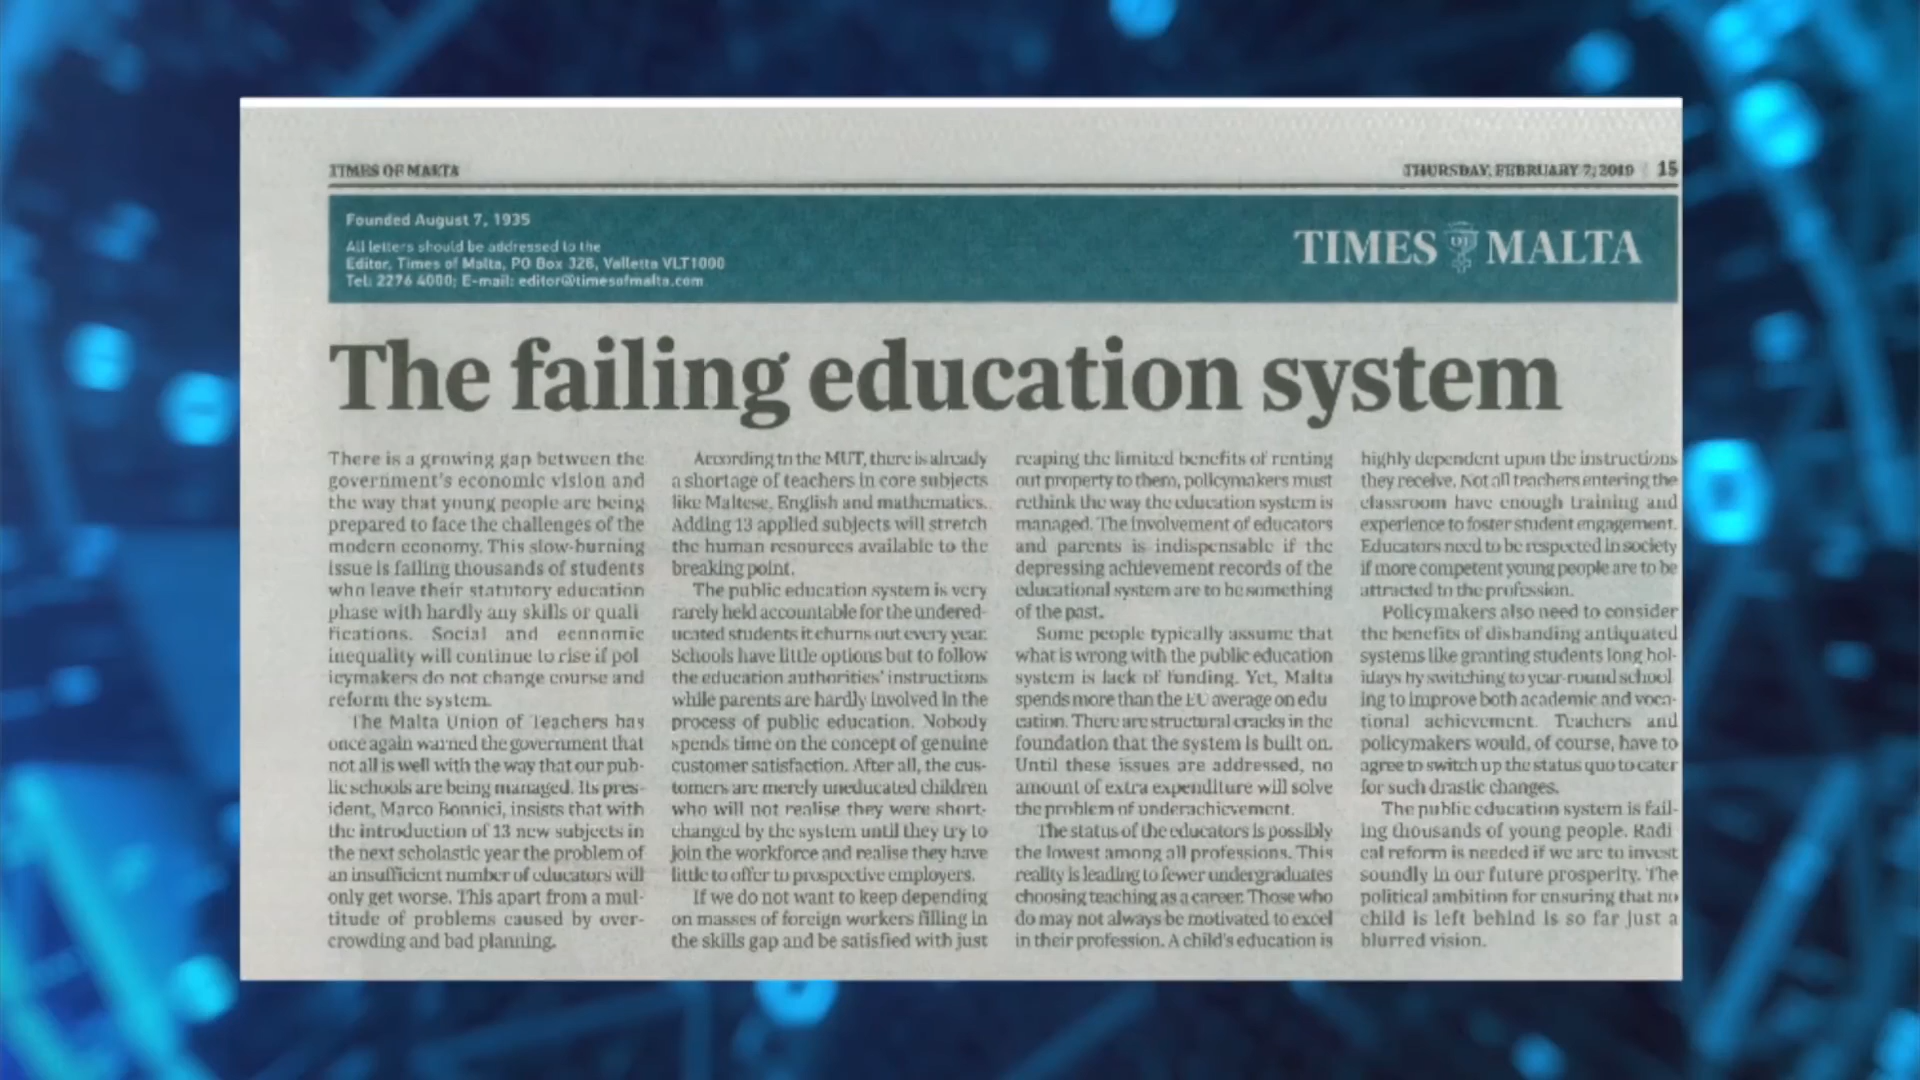 TIMES OF MALTA
THURSDAY, FEBRUARY 7, 2019 15
Founded August 7, 1935
All letters should be addressed to the
Editor, Times of Malta, PO Box 328, Valletta VLT1000
Tel: 2276 4000; E-mail: editor@timesofmalta.com
TIMES OF MALTA
The failing education system
There is a growing gap between the
government's economic vision and
the way that young people are being
prepared to face the challenges of the
modern economy. This slow-burning
issue is failing thousands of students
who leave their statutory education
phase with hardly any skills or quali
fications. Social and economic
inequality will continue to rise if pol
icymakers do not change course and
reform the system.
The Malta Union of Teachers has
once again warned the government that
not all is well with the way that our pub-
lic schools are being managed. Its pres-
ident, Marco Bonnici, insists that with
the introduction of 13 new subjects in
the next scholastic year the problem of
an insufficient number of educators will
only get worse. This apart from a mul-
titude of problems caused by over-
crowding and bad planning.
According to the MUT, there is already
a shortage of teachers in core subjects
like Maltese, English and mathematics.
Adding 13 applied subjects will stretch
the human resources available to the
breaking point.
The public education system is very
rarely held accountable for the undered-
ucated students it churns out every year.
Schools have little options but to follow
the education authorities' instructions
while parents are hardly involved in the
process of public education. Nobody
spends time on the concept of genuine
customer satisfaction. After all, the cus-
tomers are merely uneducated children
who will not realise they were short-
changed by the system until they try to
join the workforce and realise they have
little to offer to prospective employers.
If we do not want to keep depending
on masses of foreign workers filling in
the skills gap and be satisfied with just
reaping the limited benefits of renting
out property to them, policymakers must
rethink the way the education system is
managed. The involvement of educators
and parents is indispensable if the
depressing achievement records of the
educational system are to be something
of the past.
Some people typically assume that
what is wrong with the public education
system is lack of funding. Yet, Malta
spends more than the EU average on edu
cation. There are structural cracks in the
foundation that the system is built on.
Until these issues are addressed, no
amount of extra expenditure will solve
the problem of underachievement.
The status of the educators is possibly
the lowest among all professions. This
reality is leading to fewer undergraduates
choosing teaching as a career. Those who
do may not always be motivated to excel
in their profession. A child's education is
highly dependent upon the instructions
they receive. Not all teachers entering the
classroom have enough training and
experience to foster student engagement.
Educators need to be respected in society
if more competent young people are to be
attracted to the profession.
Policymakers also need to consider
the benefits of disbanding antiquated
systems like granting students long hol-
idays by switching to year-round school
ing to improve both academic and voca-
tional achievement. Teachers and
policymakers would, of course, have to
agree to switch up the status quo to cater
for such drastic changes.
The public education system is fail-
ing thousands of young people. Radi
cal reform is needed if we are to invest
soundly in our future prosperity. The
political ambition for ensuring that no
child is left behind is so far just a
blurred vision.